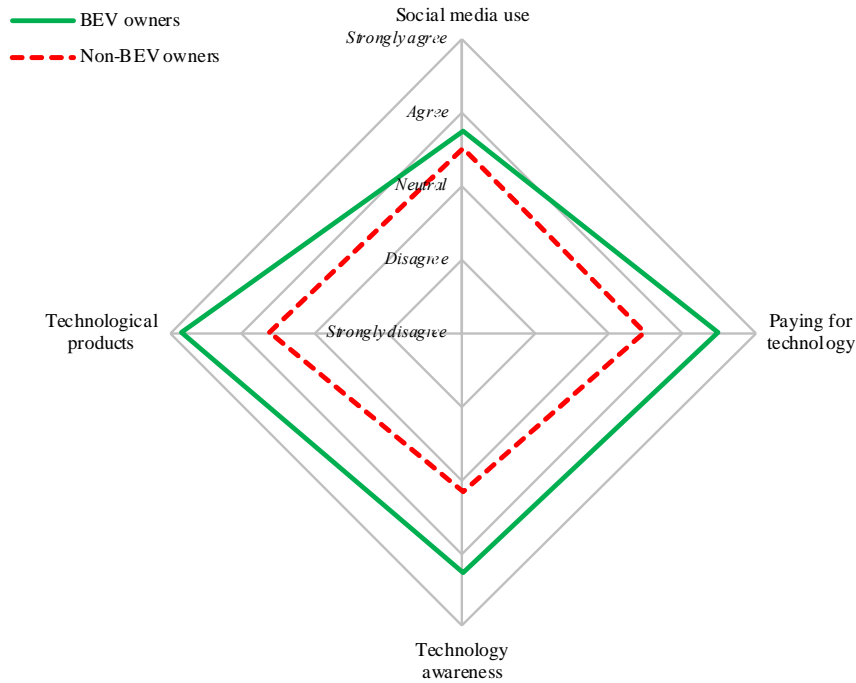 BEV owners
Non-BEV owners
Social media use
Strongly agree
Agree
Neutral
Disagree
Strongly disagree
Technological
products
Paying for
technology
Technology
awareness